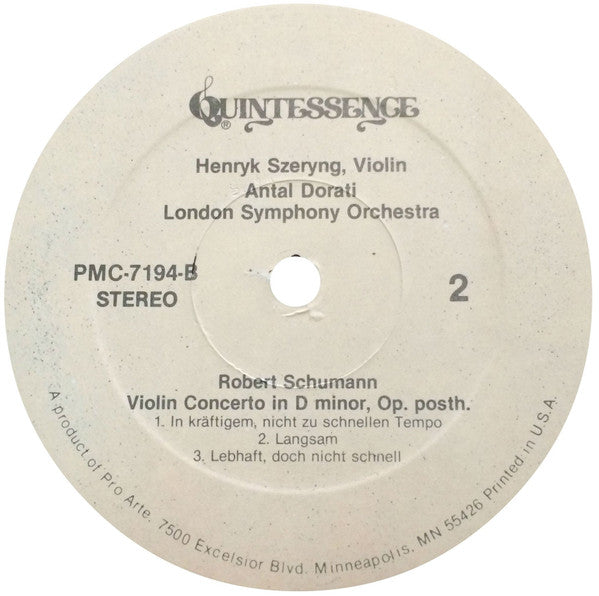 QUINTESSENCE
®
Henryk Szeryng, Violin
Antal Dorati
London Symphony Orchestra
PMC-7194-B
STEREO
2
Robert Schumann
Violin Concerto in D minor, Op. posth.
1. In kräftigem, nicht zu schnellen Tempo
2. Langsam
3. Lebhaft, doch nicht schnell
A product of Pro Arte. 7500 Excelsior Blvd. Minneapolis, MN 55426 Printed in U.S.A.